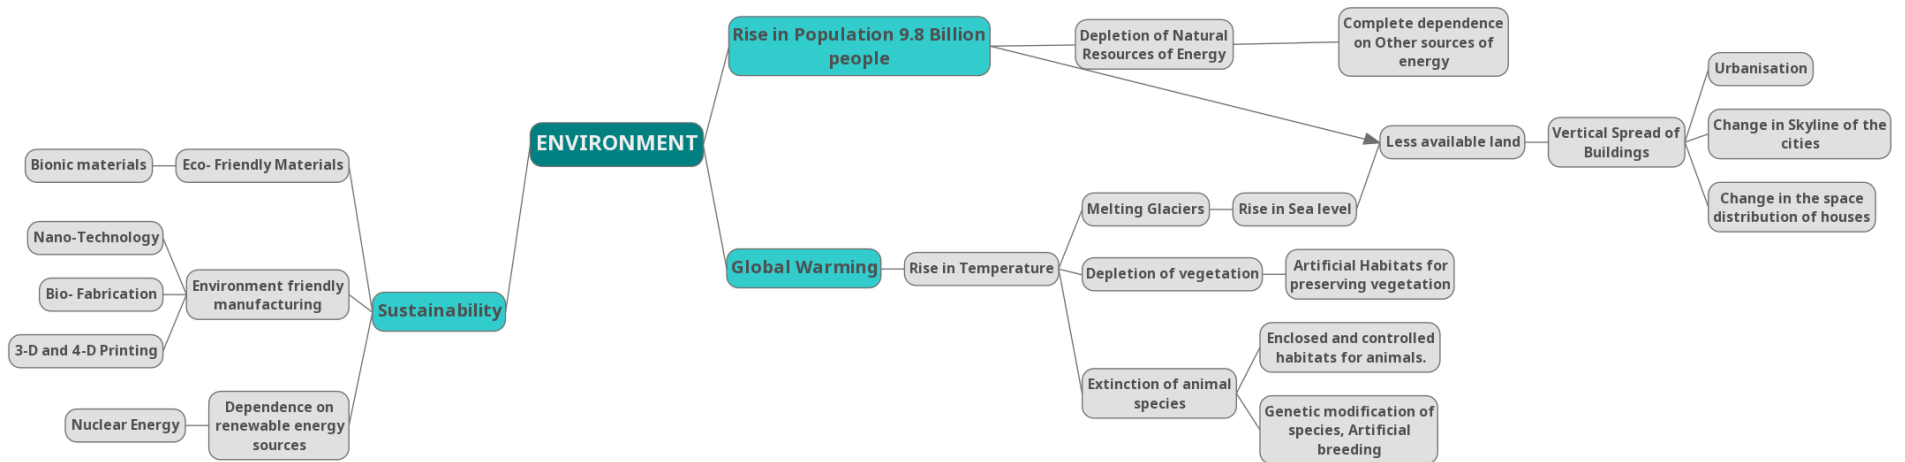 ENVIRONMENT
Rise in Population 9.8 Billion
people
Depletion of Natural
Resources of Energy
Complete dependence
on Other sources of
energy
Less available land
Vertical Spread of
Buildings
Urbanisation
Change in Skyline of the
cities
Change in the space
distribution of houses
Global Warming
Rise in Temperature
Melting Glaciers
Rise in Sea level
Depletion of vegetation
Artificial Habitats for
preserving vegetation
Extinction of animal
species
Enclosed and controlled
habitats for animals.
Genetic modification of
species, Artificial
breeding
Sustainability
Eco- Friendly Materials
Bionic materials
Environment friendly
manufacturing
Nano-Technology
Bio- Fabrication
3-D and 4-D Printing
Dependence on
renewable energy
sources
Nuclear Energy